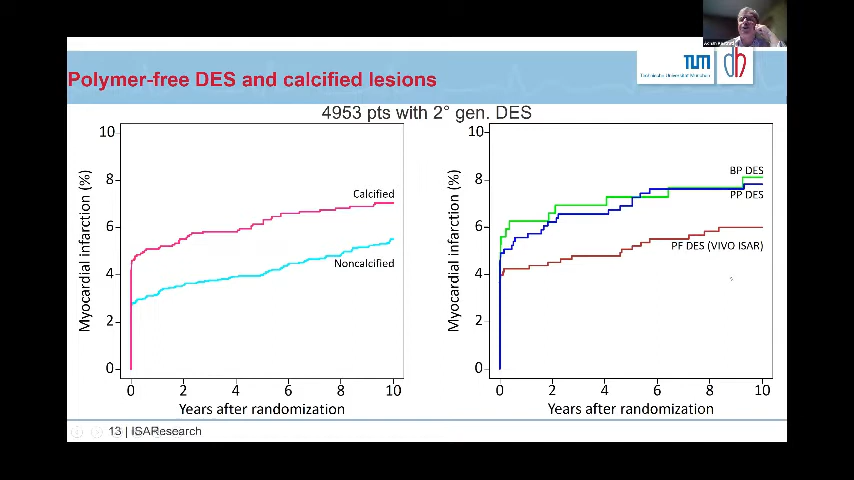 Polymer-free DES and calcified lesions
TUM
Technische Universität München
4953 pts with 2° gen. DES
Myocardial infarction (%)
10
8
6
4
2
0
Calcified
Noncalcified
0 2 4 6 8 10
Years after randomization
Myocardial infarction (%)
10
8
6
4
2
0
BP DES
PP DES
PF DES (VIVO ISAR)
0 2 4 6 8 10
Years after randomization
13 | ISAResearch